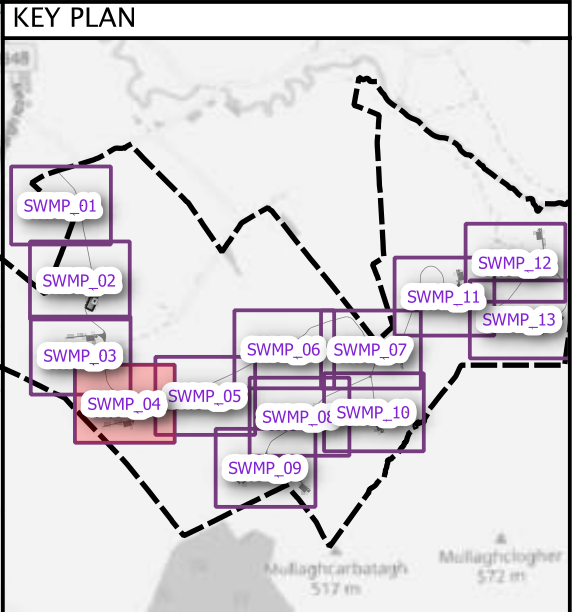 KEY PLAN
SWMP_01
SWMP_02
SWMP_03
SWMP_04
SWMP_05
SWMP_06
SWMP_07
SWMP_08
SWMP_09
SWMP_10
SWMP_11
SWMP_12
SWMP_13
Mullaghcarbatagh
517 m
Mullaghclogher
572 m